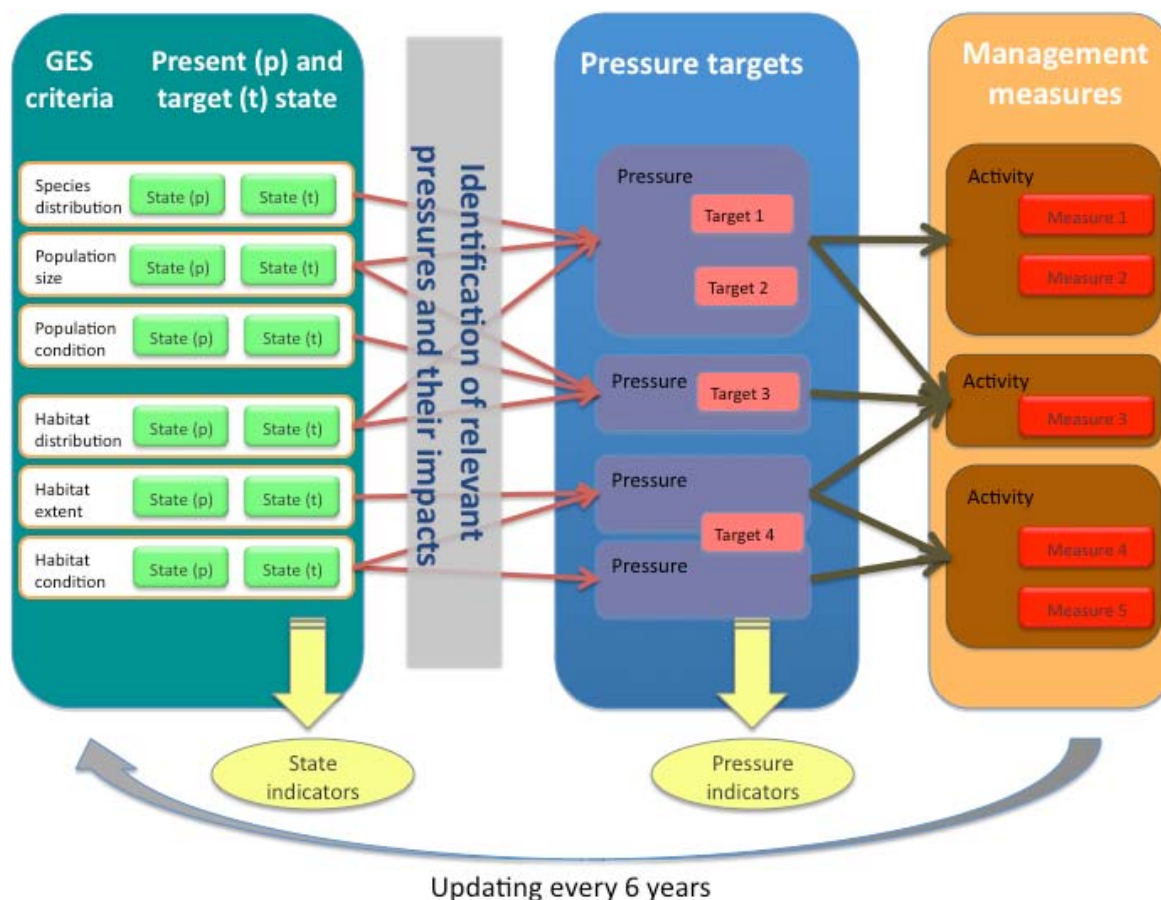 GES
criteria
Present (p) and
target (t) state
Species
distribution
State (p)
State (t)
Population
size
State (p)
State (t)
Population
condition
State (p)
State (t)
Habitat
distribution
State (p)
State (t)
Habitat
extent
State (p)
State (t)
Habitat
condition
State (p)
State (t)
Identification of relevant
pressures and their impacts
Pressure targets
Pressure
Target 1
Target 2
Pressure
Target 3
Pressure
Target 4
Pressure
Management
measures
Activity
Measure 1
Measure 2
Activity
Measure 3
Activity
Measure 4
Measure 5
State
indicators
Pressure
indicators
Updating every 6 years